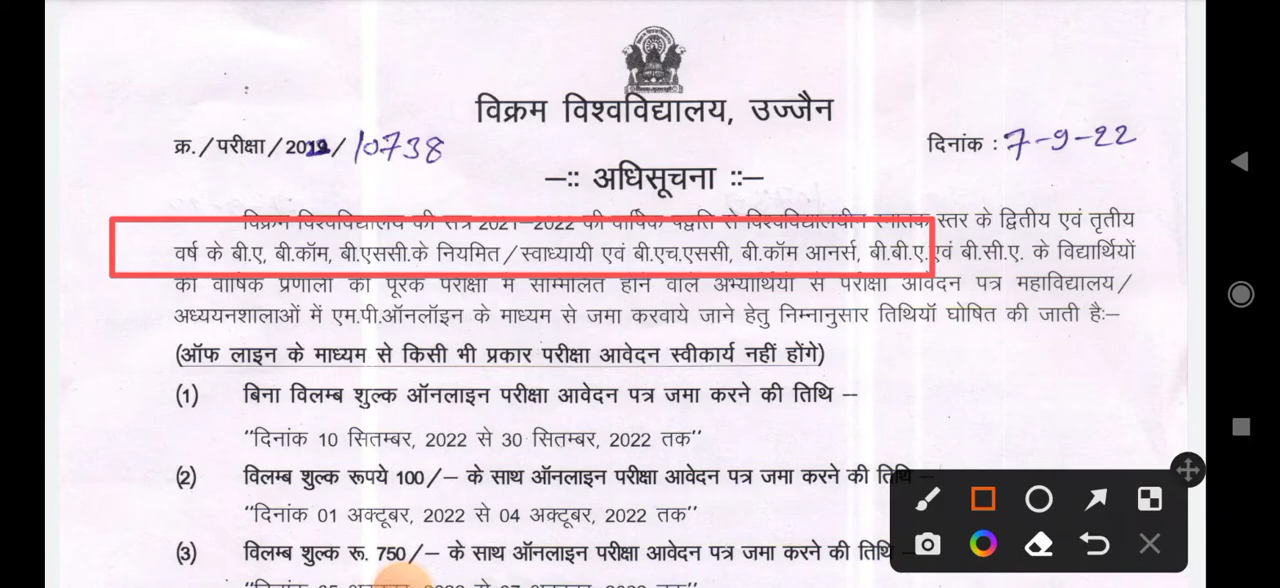 विक्रम विश्वविद्यालय, उज्जैन
क्र./परीक्षा/2019/10738
दिनांक : 7-9-22
–:: अधिसूचना ::–
विक्रम विश्वविद्यालय की सत्र 2021–2022 की वार्षिक पद्वति से विश्वविद्यालयीन स्नातक स्तर के द्वितीय एवं तृतीय
वर्ष के बी.ए, बी.कॉम, बी.एससी.के नियमित/स्वाध्यायी एवं बी.एच.एससी, बी.कॉम आनर्स, बी.बी.ए.एवं बी.सी.ए. के विद्यार्थियों
की वार्षिक प्रणाली की पूरक परीक्षा में सम्मिलित होने वाले अभ्यार्थियों से परीक्षा आवेदन पत्र महाविद्यालय/
अध्ययनशालाओं में एम.पी.ऑनलॉइन के माध्यम से जमा करवाये जाने हेतु निम्नानुसार तिथियॉ घोषित की जाती है:–
(ऑफ लाइन के माध्यम से किसी भी प्रकार परीक्षा आवेदन स्वीकार्य नहीं होंगे)
(1) बिना विलम्ब शुल्क ऑनलाइन परीक्षा आवेदन पत्र जमा करने की तिथि –
"दिनांक 10 सितम्बर, 2022 से 30 सितम्बर, 2022 तक"
(2) विलम्ब शुल्क रूपये 100/– के साथ ऑनलाइन परीक्षा आवेदन पत्र जमा करने की तिथि –
"दिनांक 01 अक्टूबर, 2022 से 04 अक्टूबर, 2022 तक"
(3) विलम्ब शुल्क रू. 750/– के साथ ऑनलाइन परीक्षा आवेदन पत्र जमा करने की तिथि –